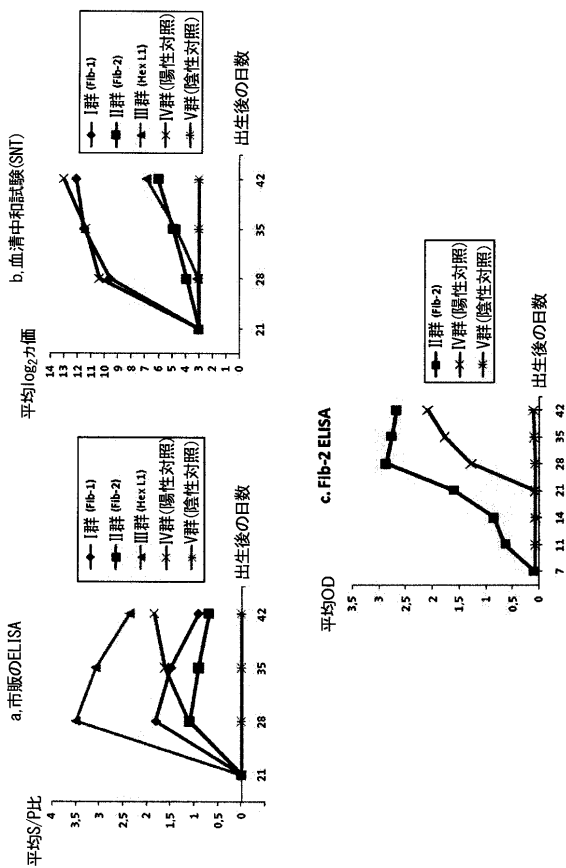 a. 市販のELISA
平均S/P比
4
3,5
3
2,5
2
1,5
1
0,5
0
-0,5
21
28
35
42
出生後の日数
I群 (Fib-1)
II群 (Fib-2)
III群 (Hex L1)
IV群(陽性対照)
V群(陰性対照)
b. 血清中和試験(SNT)
平均log2力価
14
13
12
11
10
9
8
7
6
5
4
3
2
1
0
21
28
35
42
出生後の日数
I群 (Fib-1)
II群 (Fib-2)
III群 (Hex L1)
IV群(陽性対照)
V群(陰性対照)
c. Fib-2 ELISA
平均OD
3,5
3
2,5
2
1,5
1
0,5
0
7
11
14
21
28
35
42
出生後の日数
II群 (Fib-2)
IV群(陽性対照)
V群(陰性対照)